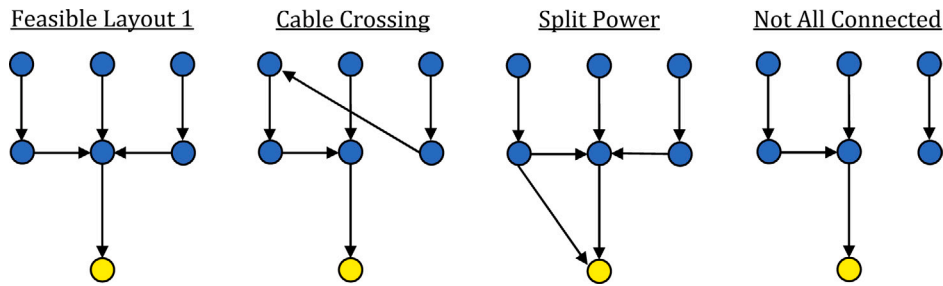 Feasible Layout 1
Cable Crossing
Split Power
Not All Connected